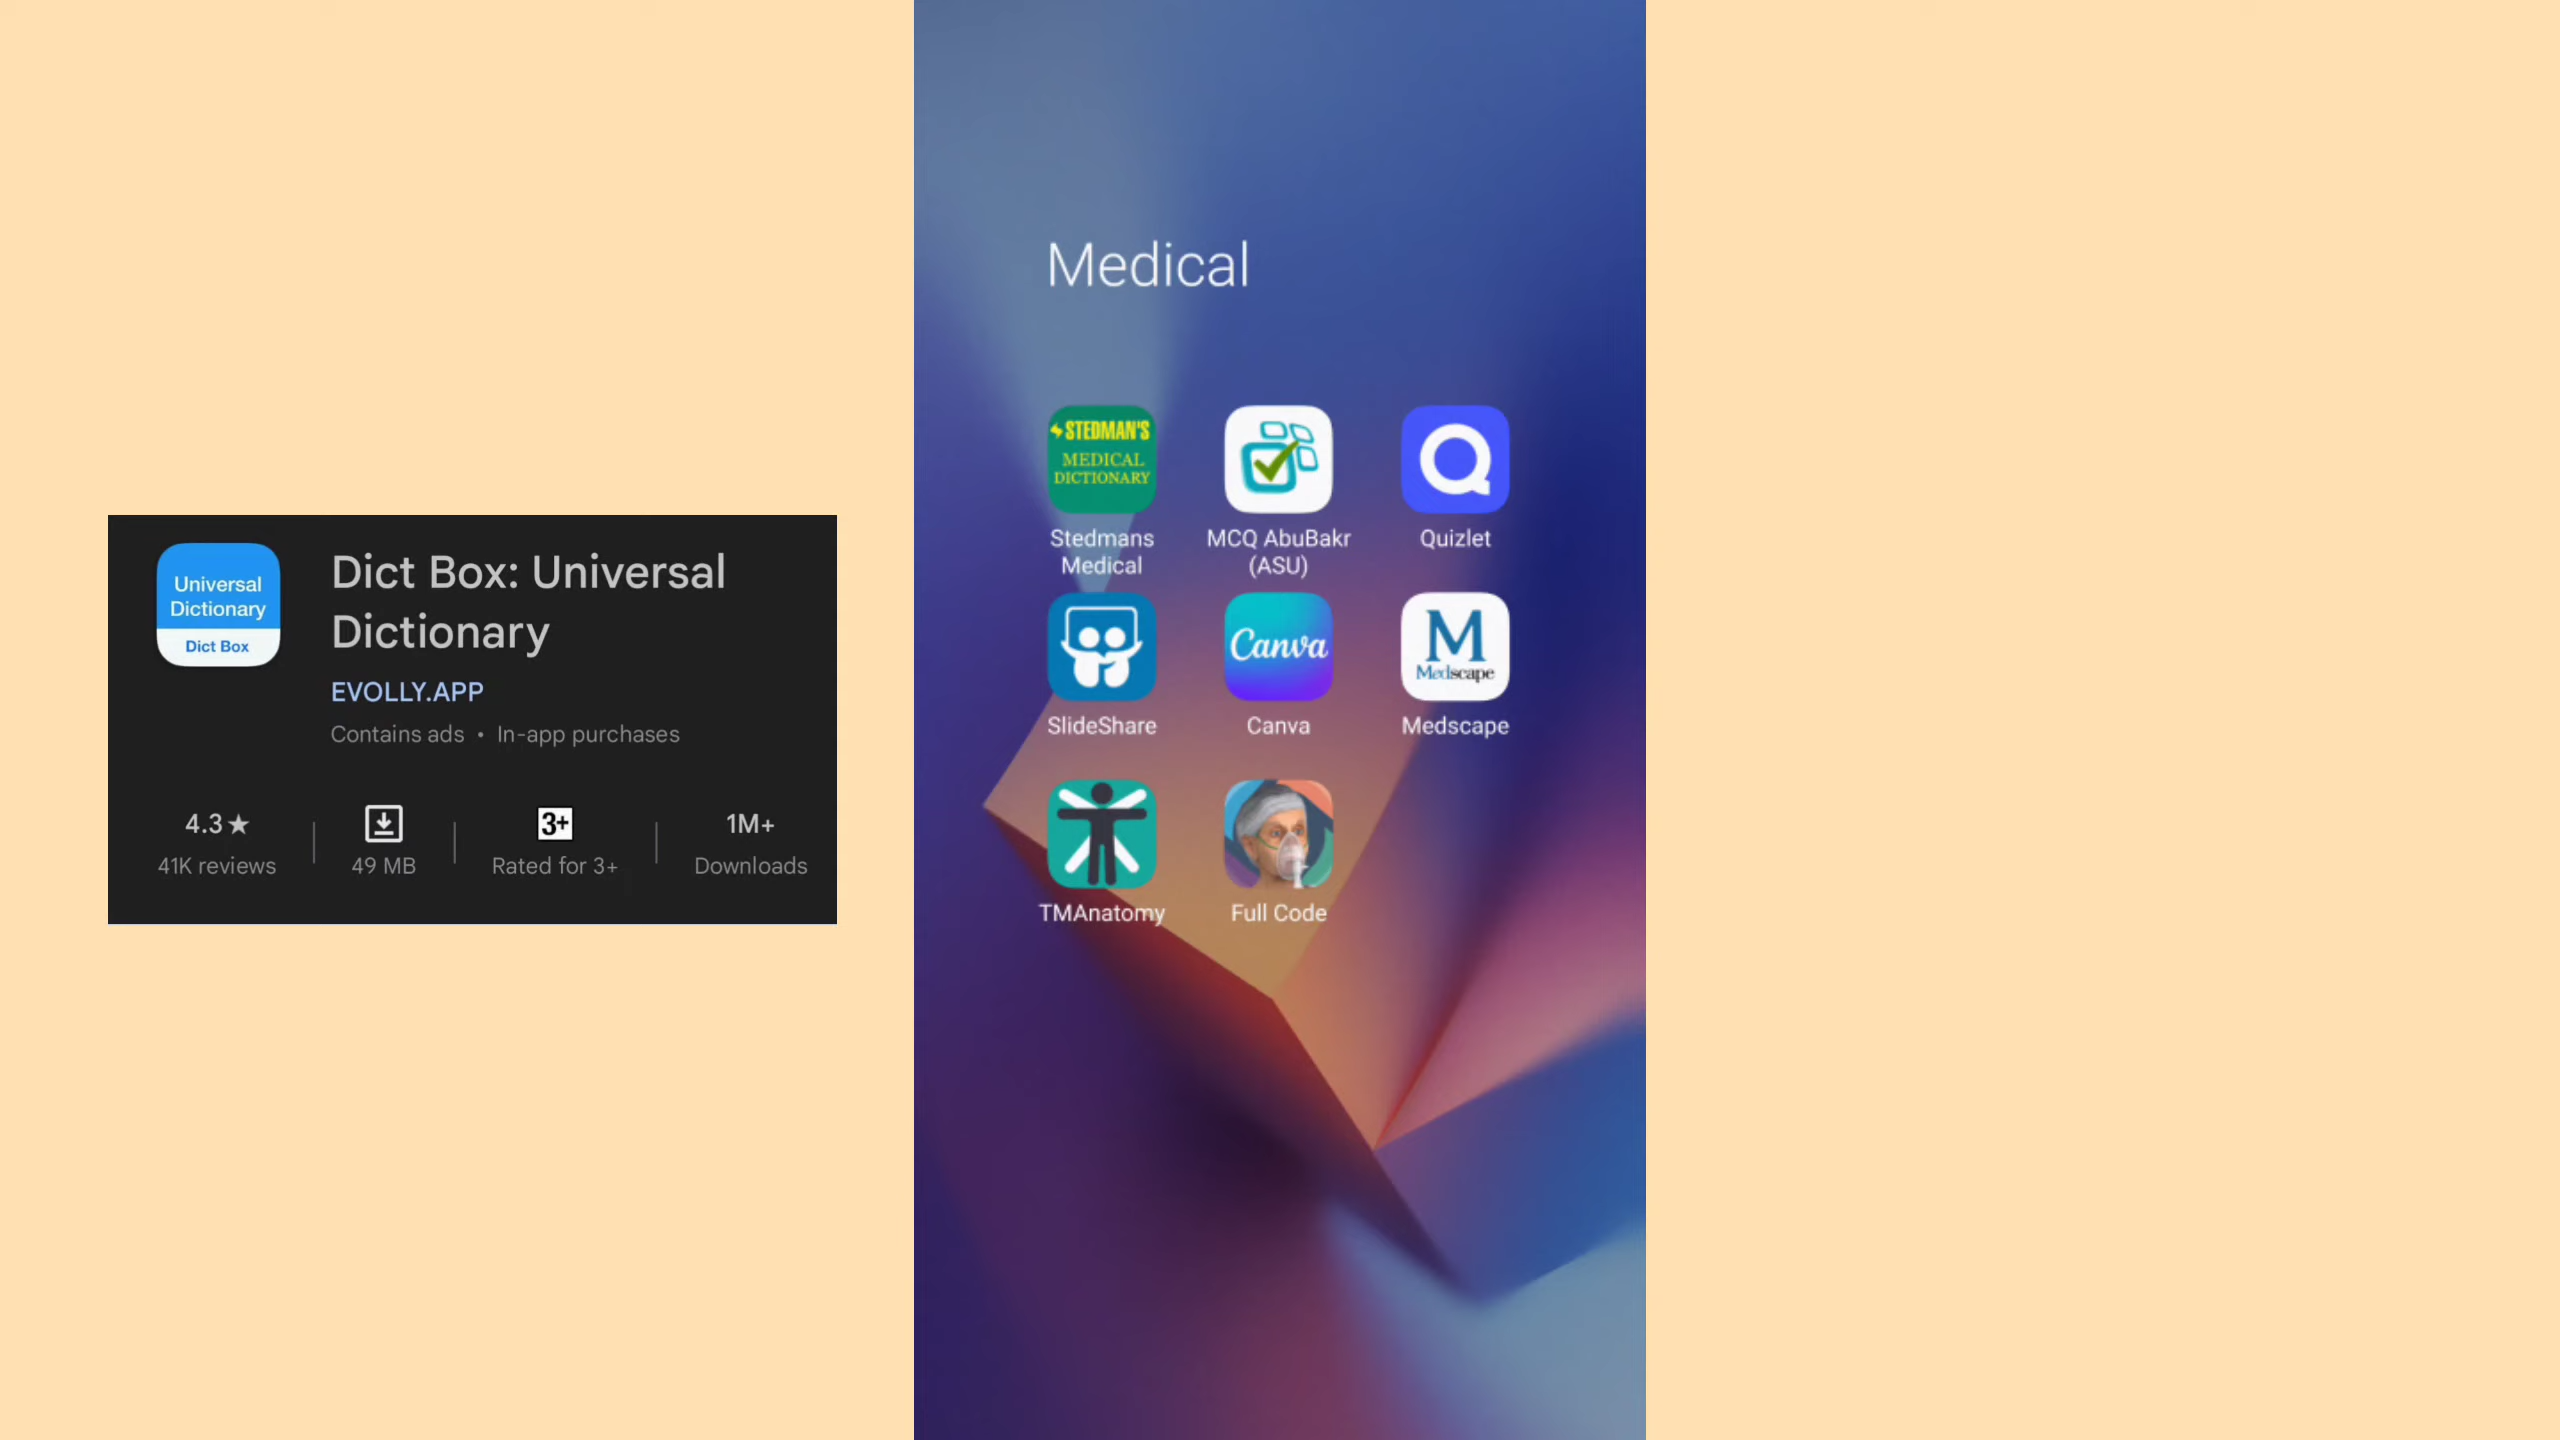 Universal
Dictionary
Dict Box
Dict Box: Universal
Dictionary
EVOLLY.APP
Contains ads • In-app purchases
4.3★
41K reviews
49 MB
3+
Rated for 3+
1M+
Downloads
Medical
STEDMAN'S
MEDICAL
DICTIONARY
Stedmans
Medical
MCQ AbuBakr
(ASU)
Quizlet
SlideShare
Canva
Canva
M
Medscape
Medscape
TMAnatomy
Full Code